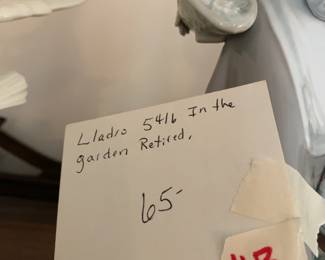 Lladro 5416 In the
garden Retired.
65-